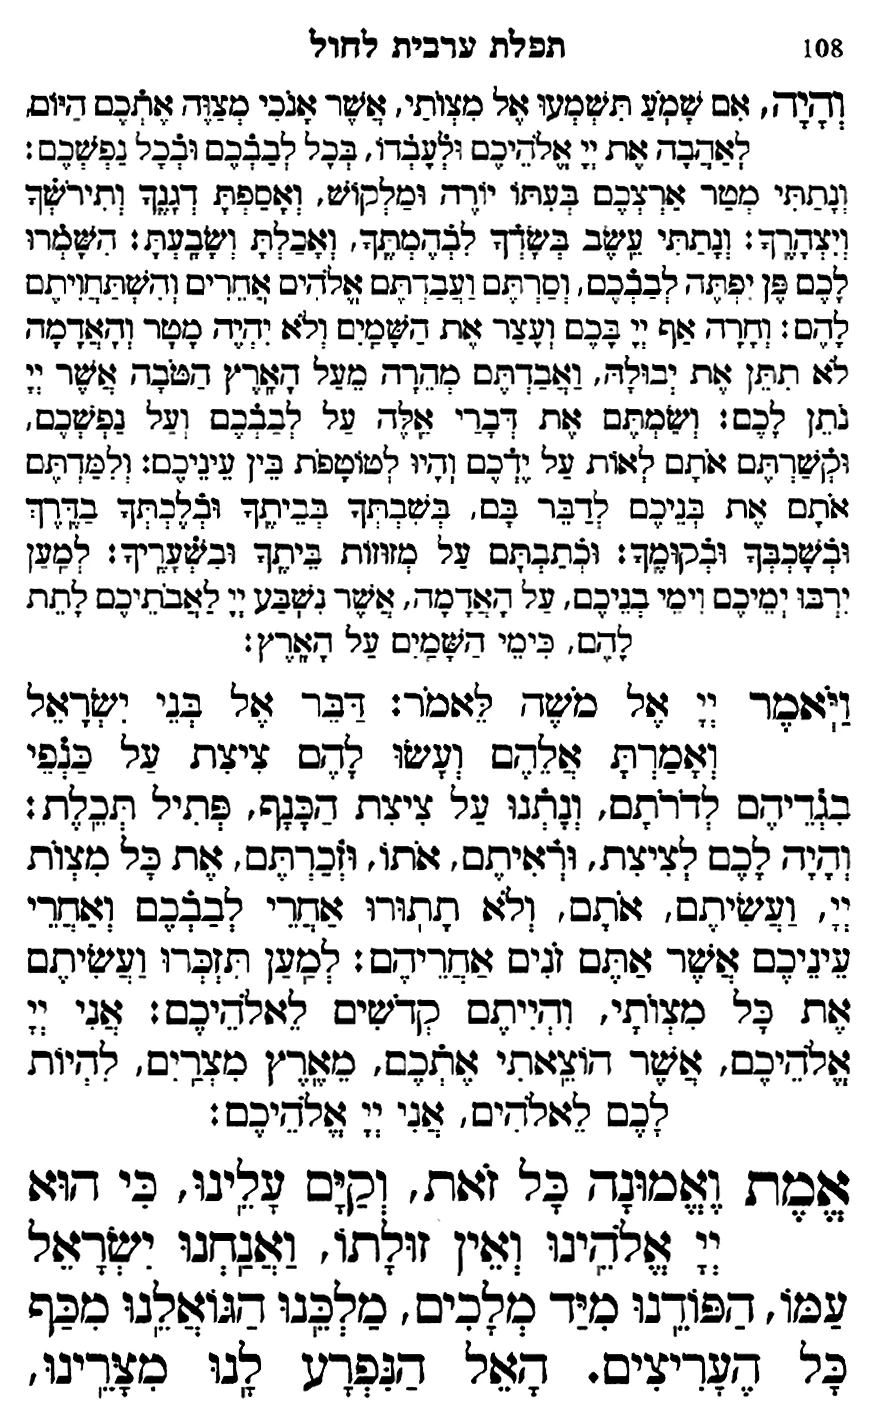 108 תפלת ערבית לחול
וְהָיָה, אִם שָׁמֹעַ תִּשְׁמְעוּ אֶל מִצְוֹתַי, אֲשֶׁר אָנֹכִי מְצַוֶּה אֶתְכֶם הַיּוֹם,
לְאַהֲבָה אֶת יְיָ אֱלֹהֵיכֶם וּלְעָבְדוֹ, בְּכָל לְבַבְכֶם וּבְכָל נַפְשְׁכֶם:
וְנָתַתִּי מְטַר אַרְצְכֶם בְּעִתּוֹ יוֹרֶה וּמַלְקוֹשׁ, וְאָסַפְתָּ דְגָנֶךָ וְתִירֹשְׁךָ
וְיִצְהָרֶךָ: וְנָתַתִּי עֵשֶׂב בְּשָׂדְךָ לִבְהֶמְתֶּךָ, וְאָכַלְתָּ וְשָׂבָעְתָּ: הִשָּׁמְרוּ
לָכֶם פֶּן יִפְתֶּה לְבַבְכֶם, וְסַרְתֶּם וַעֲבַדְתֶּם אֱלֹהִים אֲחֵרִים וְהִשְׁתַּחֲוִיתֶם
לָהֶם: וְחָרָה אַף יְיָ בָּכֶם וְעָצַר אֶת הַשָּׁמַיִם וְלֹא יִהְיֶה מָטָר וְהָאֲדָמָה
לֹא תִתֵּן אֶת יְבוּלָהּ, וַאֲבַדְתֶּם מְהֵרָה מֵעַל הָאָרֶץ הַטֹּבָה אֲשֶׁר יְיָ
נֹתֵן לָכֶם: וְשַׂמְתֶּם אֶת דְּבָרַי אֵלֶּה עַל לְבַבְכֶם וְעַל נַפְשְׁכֶם,
וּקְשַׁרְתֶּם אֹתָם לְאוֹת עַל יֶדְכֶם וְהָיוּ לְטוֹטָפֹת בֵּין עֵינֵיכֶם: וְלִמַּדְתֶּם
אֹתָם אֶת בְּנֵיכֶם לְדַבֵּר בָּם, בְּשִׁבְתְּךָ בְּבֵיתֶךָ וּבְלֶכְתְּךָ בַדֶּרֶךְ
וּבְשָׁכְבְּךָ וּבְקוּמֶךָ: וּכְתַבְתָּם עַל מְזוּזוֹת בֵּיתֶךָ וּבִשְׁעָרֶיךָ: לְמַעַן
יִרְבּוּ יְמֵיכֶם וִימֵי בְנֵיכֶם, עַל הָאֲדָמָה, אֲשֶׁר נִשְׁבַּע יְיָ לַאֲבֹתֵיכֶם לָתֵת
לָהֶם, כִּימֵי הַשָּׁמַיִם עַל הָאָרֶץ:
וַיֹּאמֶר יְיָ אֶל מֹשֶׁה לֵּאמֹר: דַּבֵּר אֶל בְּנֵי יִשְׂרָאֵל
וְאָמַרְתָּ אֲלֵהֶם וְעָשׂוּ לָהֶם צִיצִת עַל כַּנְפֵי
בִגְדֵיהֶם לְדֹרֹתָם, וְנָתְנוּ עַל צִיצִת הַכָּנָף, פְּתִיל תְּכֵלֶת:
וְהָיָה לָכֶם לְצִיצִת, וּרְאִיתֶם, אֹתוֹ, וּזְכַרְתֶּם, אֶת כָּל מִצְוֹת
יְיָ, וַעֲשִׂיתֶם, אֹתָם, וְלֹא תָתוּרוּ אַחֲרֵי לְבַבְכֶם וְאַחֲרֵי
עֵינֵיכֶם אֲשֶׁר אַתֶּם זֹנִים אַחֲרֵיהֶם: לְמַעַן תִּזְכְּרוּ וַעֲשִׂיתֶם
אֶת כָּל מִצְוֹתָי, וִהְיִיתֶם קְדֹשִׁים לֵאלֹהֵיכֶם: אֲנִי יְיָ
אֱלֹהֵיכֶם, אֲשֶׁר הוֹצֵאתִי אֶתְכֶם, מֵאֶרֶץ מִצְרַיִם, לִהְיוֹת
לָכֶם לֵאלֹהִים, אֲנִי יְיָ אֱלֹהֵיכֶם:
אֱמֶת וֶאֱמוּנָה כָּל זֹאת, וְקַיָּם עָלֵינוּ, כִּי הוּא
יְיָ אֱלֹהֵינוּ וְאֵין זוּלָתוֹ, וַאֲנַחְנוּ יִשְׂרָאֵל
עַמּוֹ, הַפּוֹדֵנוּ מִיַּד מְלָכִים, מַלְכֵּנוּ הַגּוֹאֲלֵנוּ מִכַּף
כָּל הֶעָרִיצִים. הָאֵל הַנִּפְרָע לָנוּ מִצָּרֵינוּ,